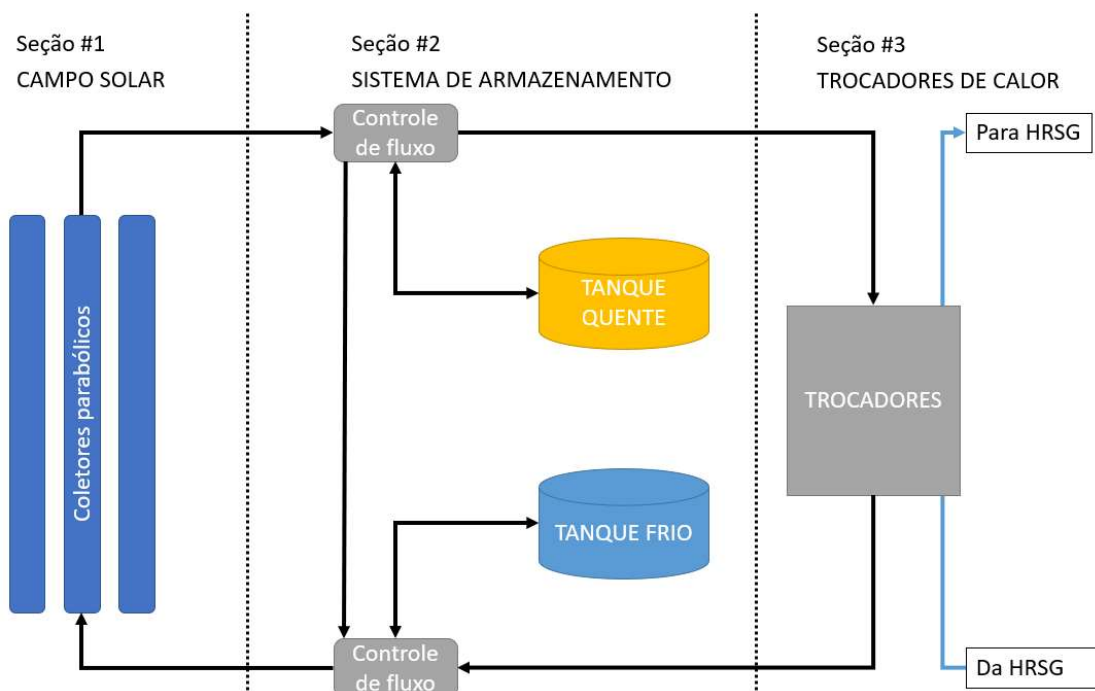 Seção #1
CAMPO SOLAR
Seção #2
SISTEMA DE ARMAZENAMENTO
Seção #3
TROCADORES DE CALOR
Controle
de fluxo
Para HRSG
Coletores parabólicos
TANQUE
QUENTE
TROCADORES
TANQUE FRIO
Controle
de fluxo
Da HRSG